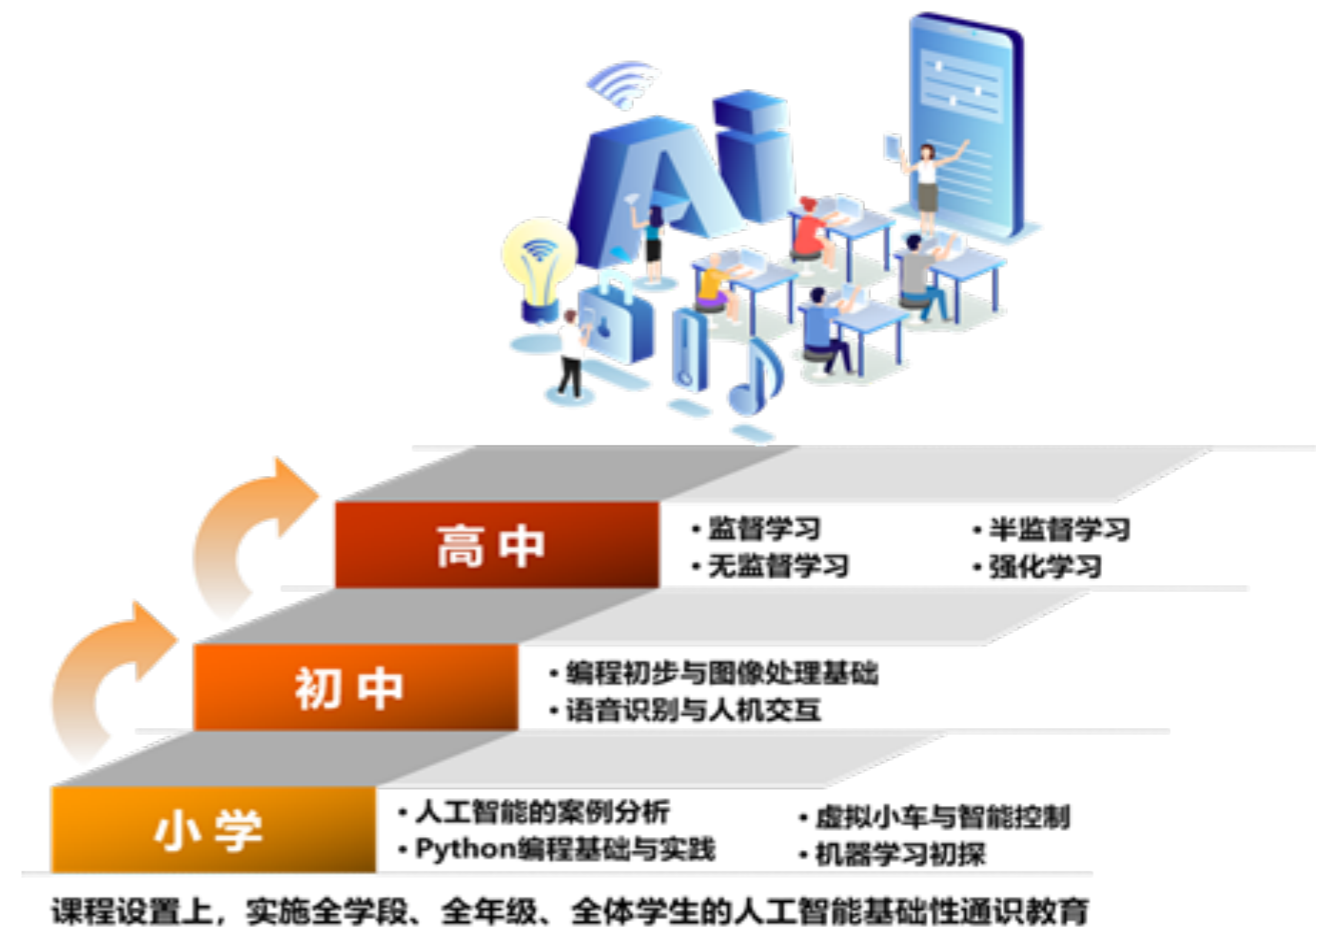 Ai
高中
• 监督学习
• 半监督学习
• 无监督学习
• 强化学习
初中
• 编程初步与图像处理基础
• 语音识别与人机交互
小学
• 人工智能的案例分析
• 虚拟小车与智能控制
• Python编程基础与实践
• 机器学习初探
课程设置上，实施全学段、全年级、全体学生的人工智能基础性通识教育